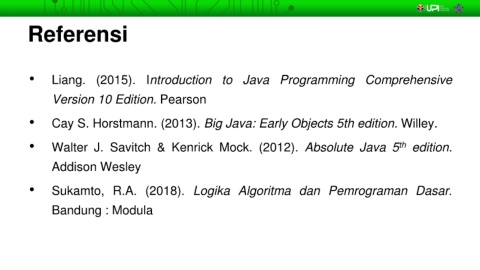 UPI
Referensi
• Liang. (2015). Introduction to Java Programming Comprehensive
Version 10 Edition. Pearson
• Cay S. Horstmann. (2013). Big Java: Early Objects 5th edition. Willey.
• Walter J. Savitch & Kenrick Mock. (2012). Absolute Java 5th edition.
Addison Wesley
• Sukamto, R.A. (2018). Logika Algoritma dan Pemrograman Dasar.
Bandung : Modula